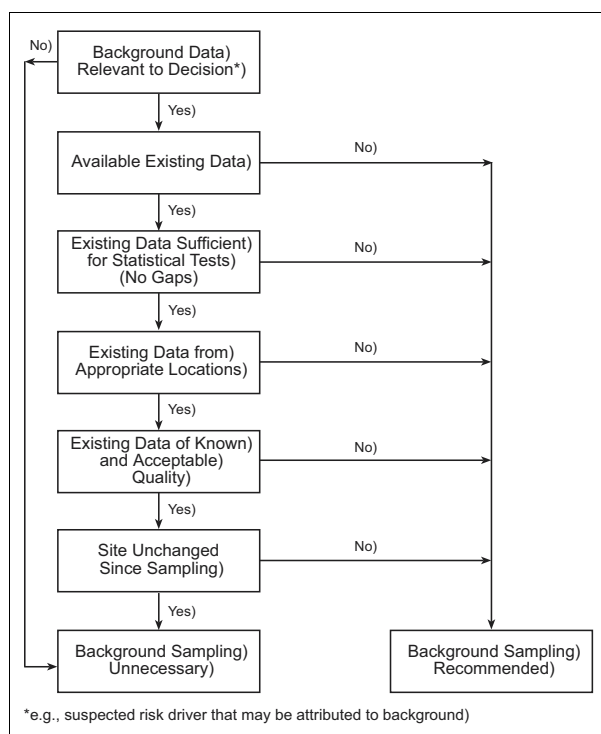 No)
Background Data)
Relevant to Decision*)
Yes)
Available Existing Data)
No)
Yes)
Existing Data Sufficient)
for Statistical Tests)
(No Gaps)
No)
Yes)
Existing Data from)
Appropriate Locations)
No)
Yes)
Existing Data of Known)
and Acceptable)
Quality)
No)
Yes)
Site Unchanged
Since Sampling)
No)
Yes)
Background Sampling)
Unnecessary)
Background Sampling)
Recommended)
*e.g., suspected risk driver that may be attributed to background)